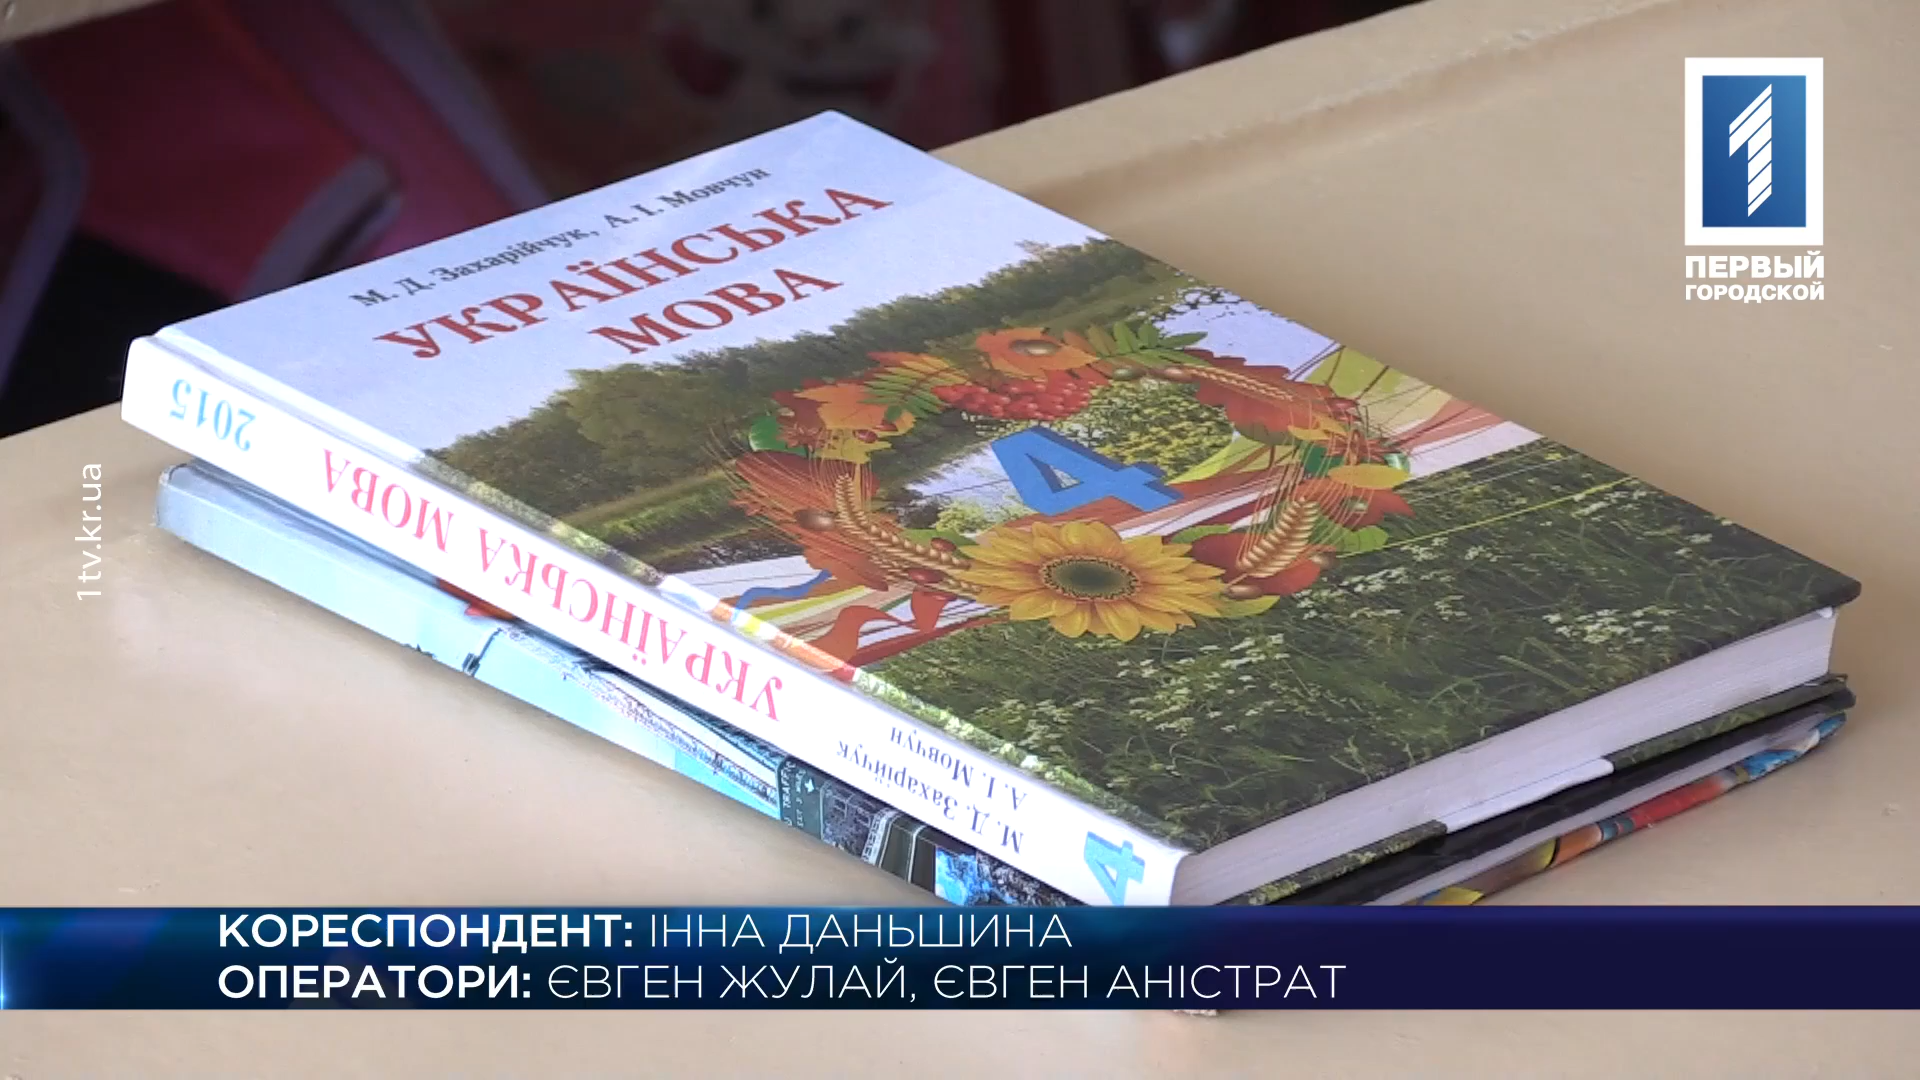 ПЕРВЫЙ
ГОРОДСКОЙ
М. Д. Захарійчук, А. І. Мовчун
УКРАЇНСЬКА
МОВА
4
2015
УКРАЇНСЬКА МОВА
М. Д. Захарійчук
А. І. Мовчун
4
1tv.kr.ua
КОРЕСПОНДЕНТ: ІННА ДАНЬШИНА
ОПЕРАТОРИ: ЄВГЕН ЖУЛАЙ, ЄВГЕН АНІСТРАТ